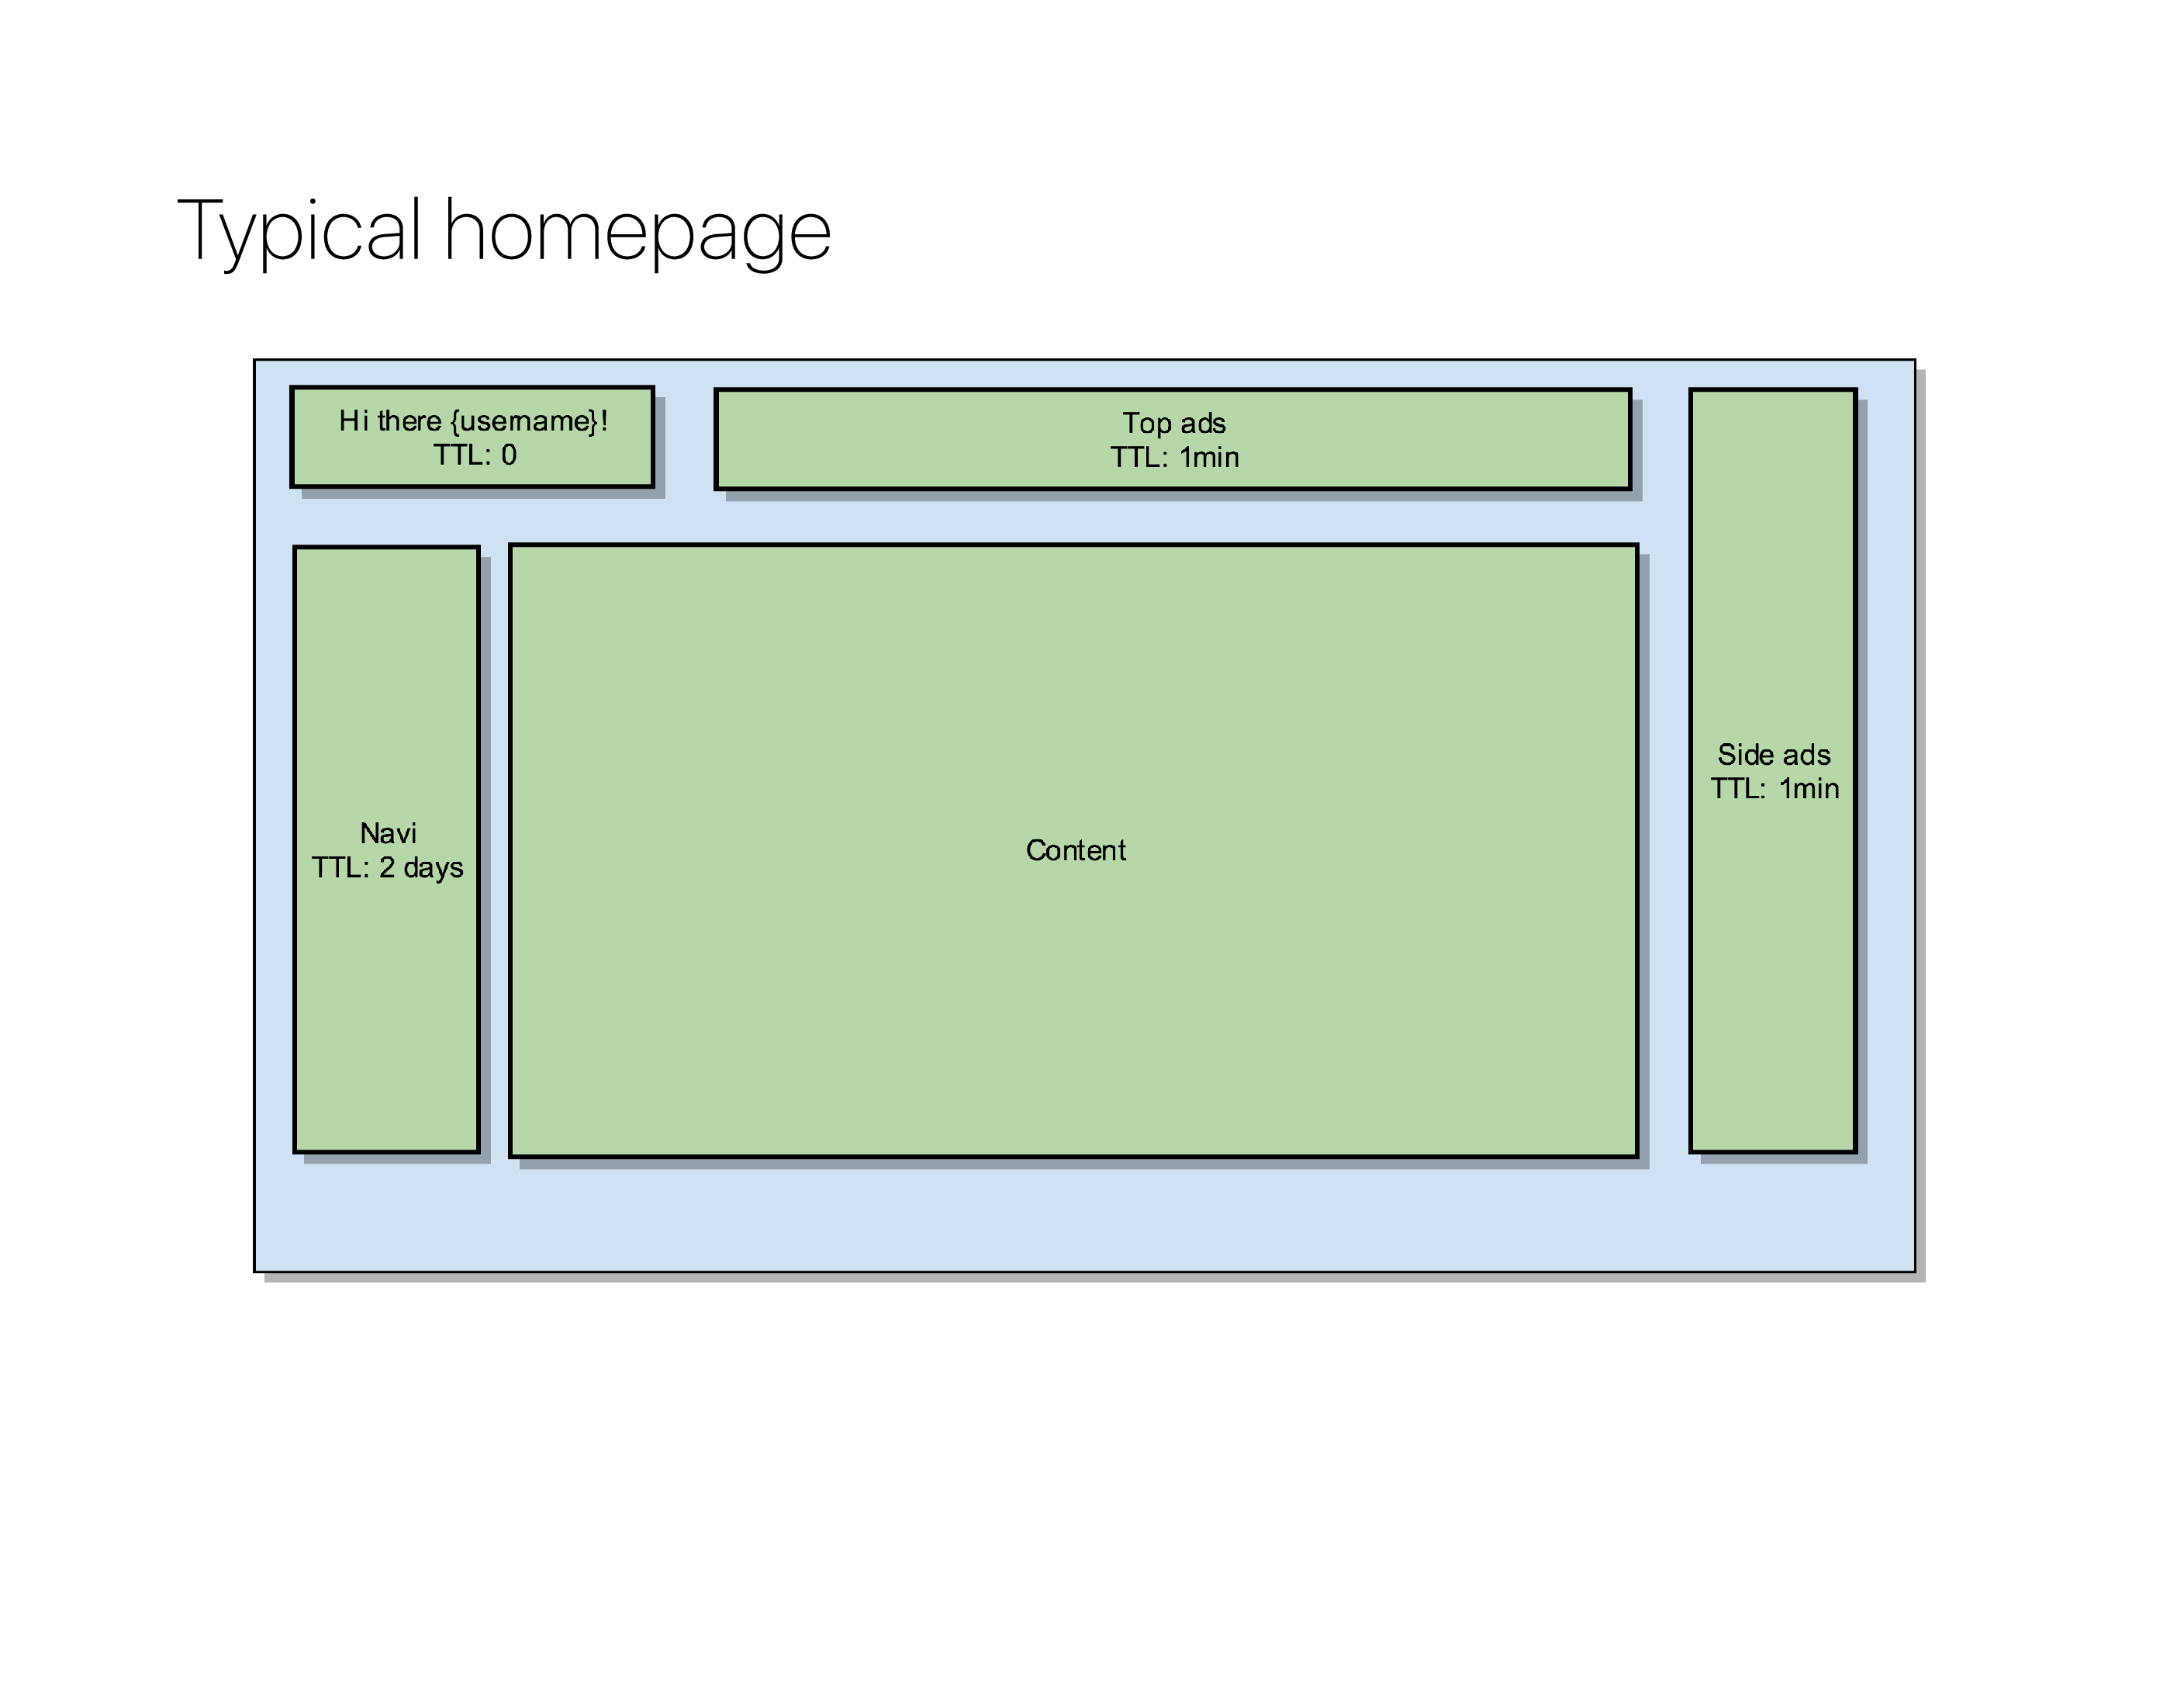 Typical homepage
Hi there {username}!
TTL: 0
Top ads
TTL: 1min
Side ads
TTL: 1min
Navi
TTL: 2 days
Content